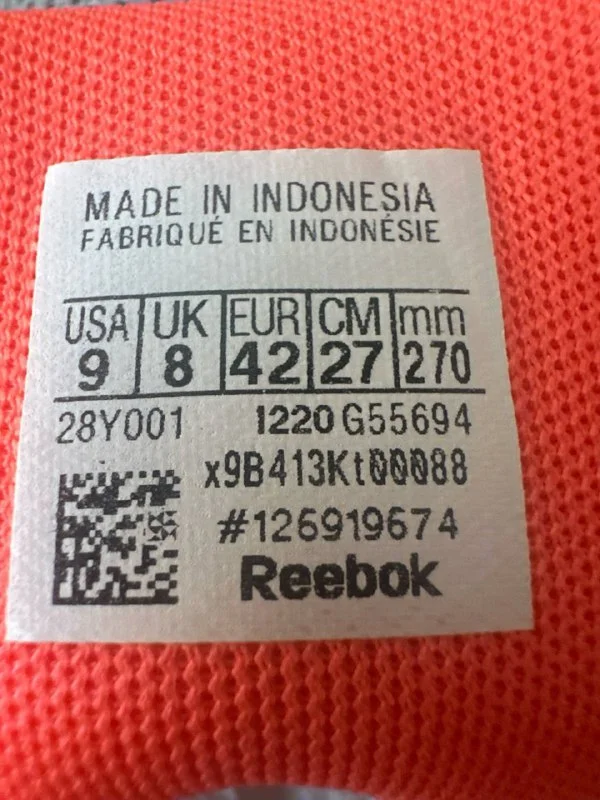 MADE IN INDONESIA
FABRIQUÉ EN INDONÉSIE
USA UK EUR CM mm
9 8 42 27 270
28Y001 1220 G55694
x9B413Kt00088
#126919674
Reebok